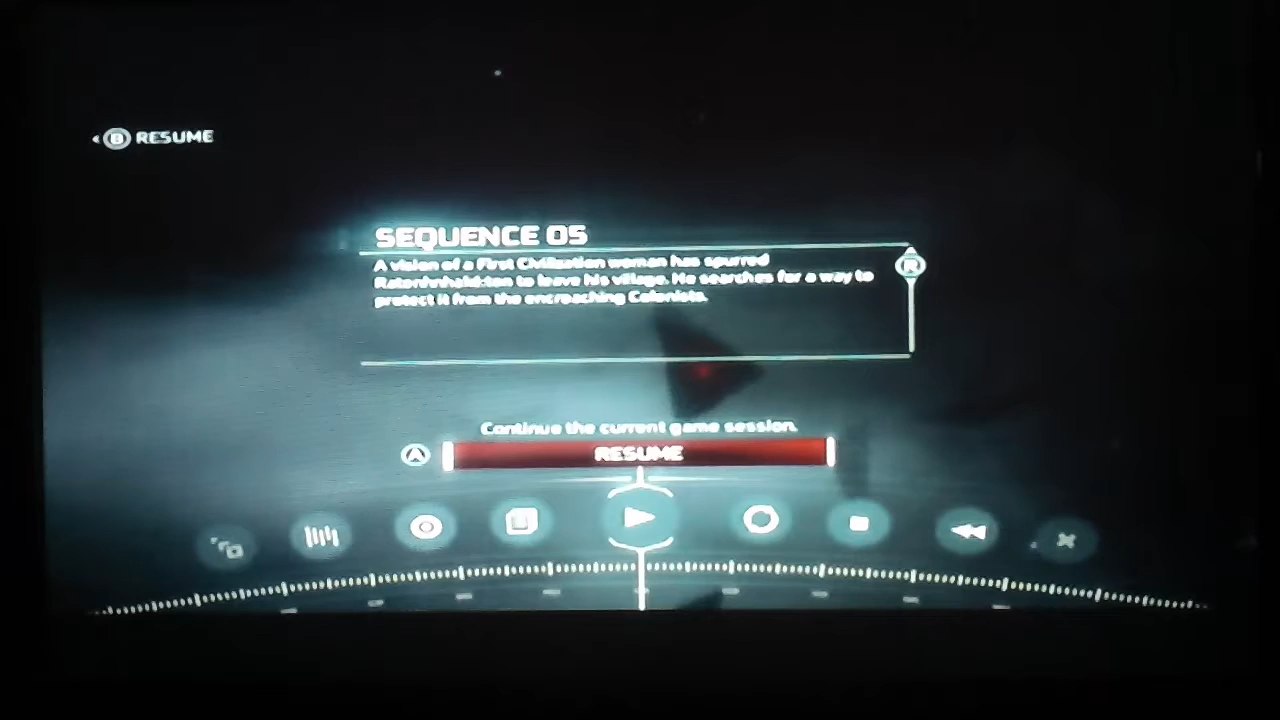 B RESUME
SEQUENCE 05
A vision of a First Civilization woman has spurred
Ratonhnhaké:ton to leave his village. He searches for a way to
R
protect it from the encroaching Colonists.
Continue the current game session.
A RESUME